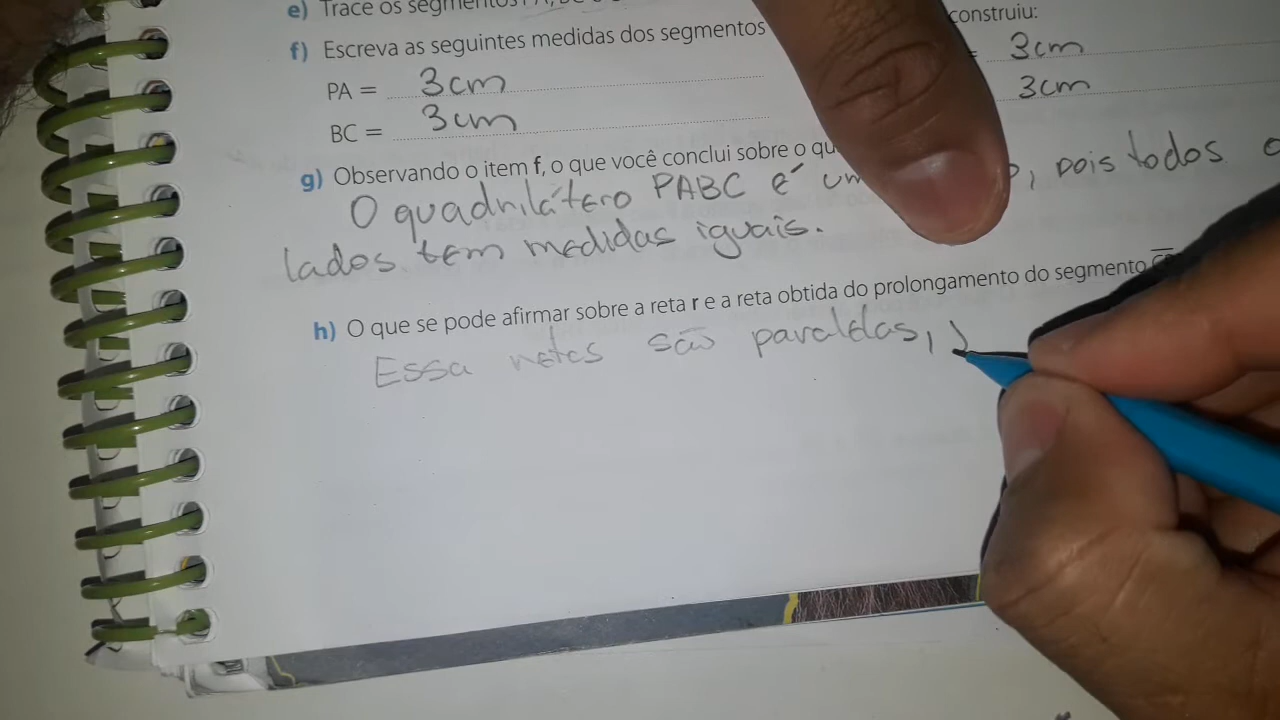 e) Trace os segmentos
f) Escreva as seguintes medidas dos segmentos construiu:
PA = 3cm = 3cm
BC = 3cm 3cm
g) Observando o item f, o que você conclui sobre o
O quadrilátero PABC é um , pois todos o
lados tem medidas iguais.
h) O que se pode afirmar sobre a reta r e a reta obtida do prolongamento do segmento
Essa retas são paralelas,